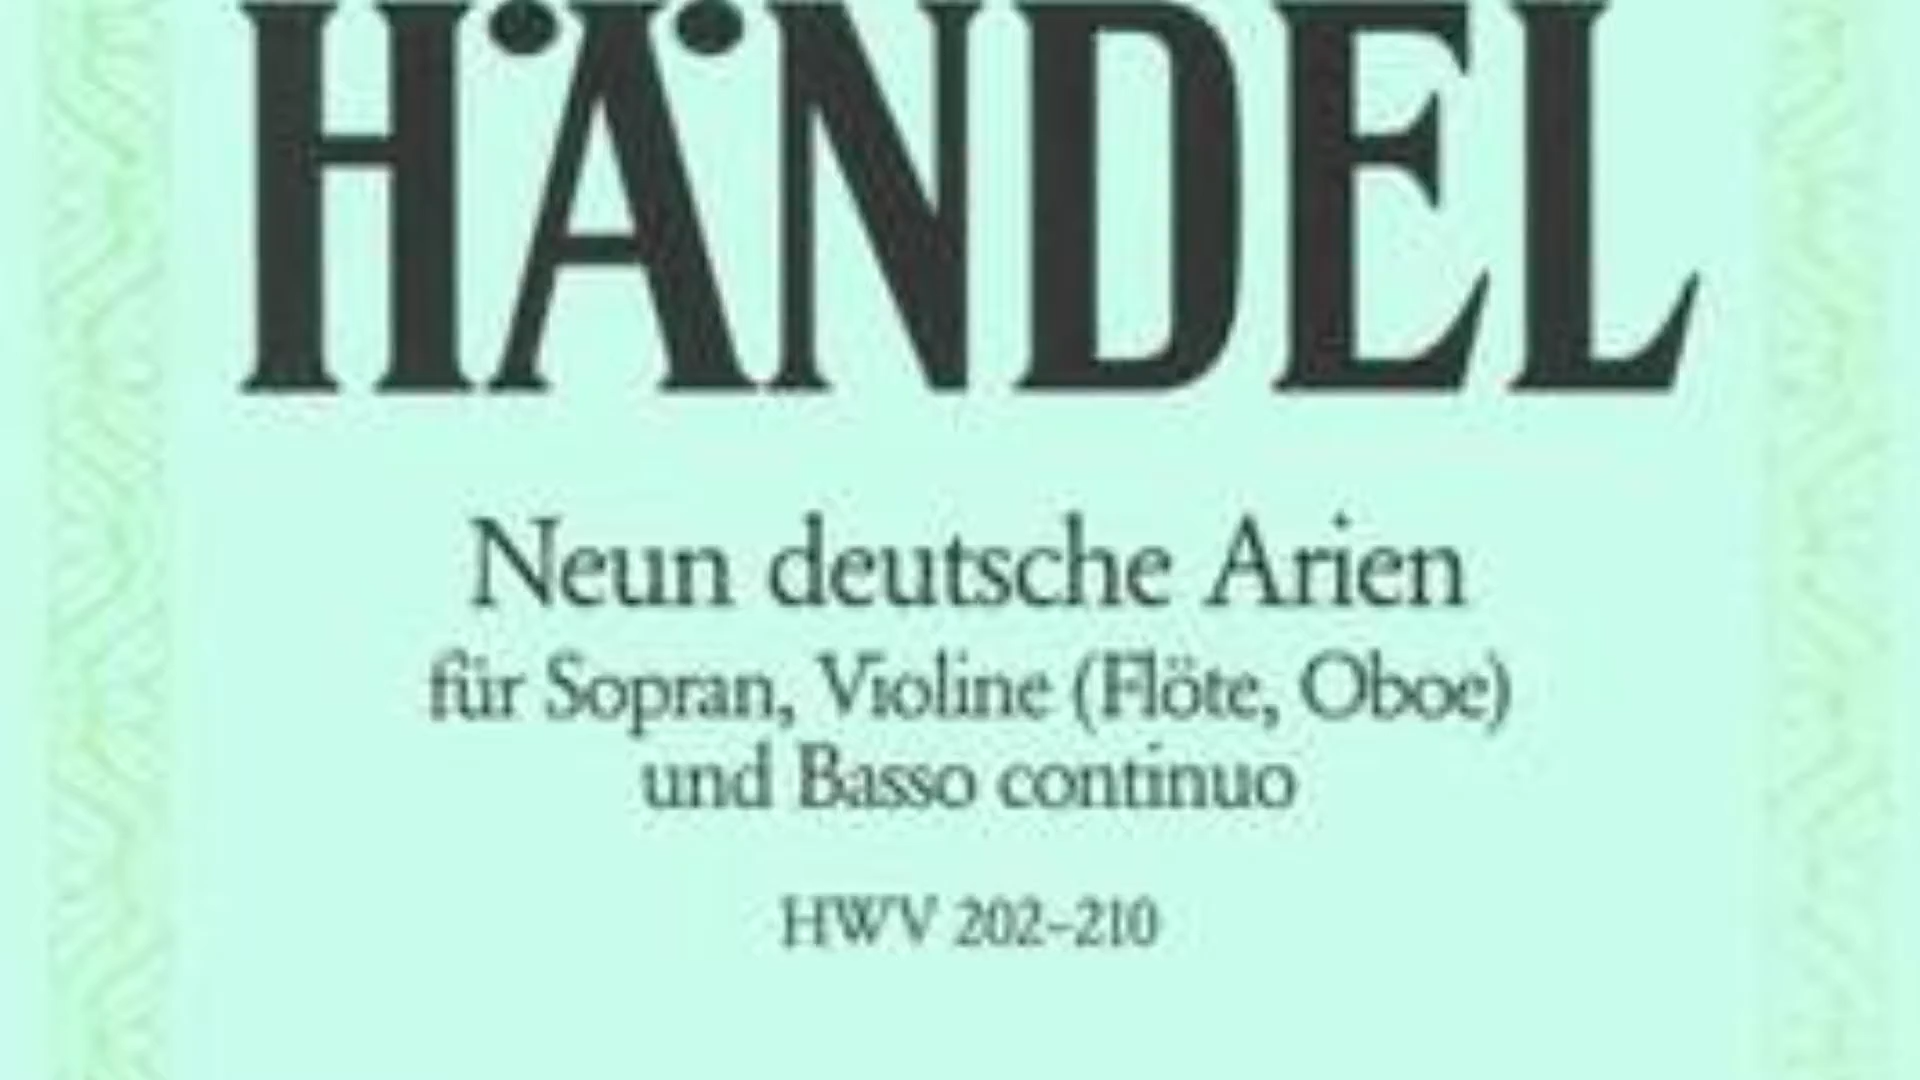 HÄNDEL
Neun deutsche Arien
für Sopran, Violine (Flöte, Oboe)
und Basso continuo
HWV 202–210